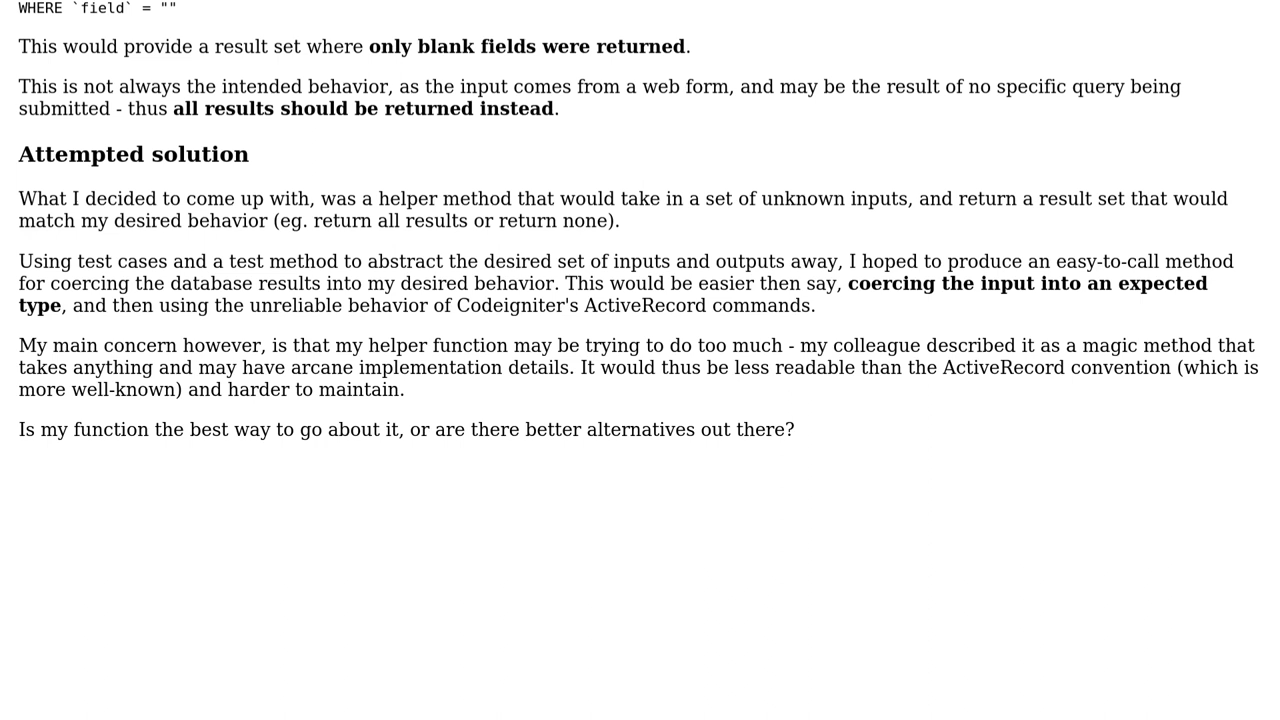 WHERE `field` = ""
This would provide a result set where only blank fields were returned.
This is not always the intended behavior, as the input comes from a web form, and may be the result of no specific query being
submitted - thus all results should be returned instead.
Attempted solution
What I decided to come up with, was a helper method that would take in a set of unknown inputs, and return a result set that would
match my desired behavior (eg. return all results or return none).
Using test cases and a test method to abstract the desired set of inputs and outputs away, I hoped to produce an easy-to-call method
for coercing the database results into my desired behavior. This would be easier then say, coercing the input into an expected
type, and then using the unreliable behavior of Codeigniter's ActiveRecord commands.
My main concern however, is that my helper function may be trying to do too much - my colleague described it as a magic method that
takes anything and may have arcane implementation details. It would thus be less readable than the ActiveRecord convention (which is
more well-known) and harder to maintain.
Is my function the best way to go about it, or are there better alternatives out there?